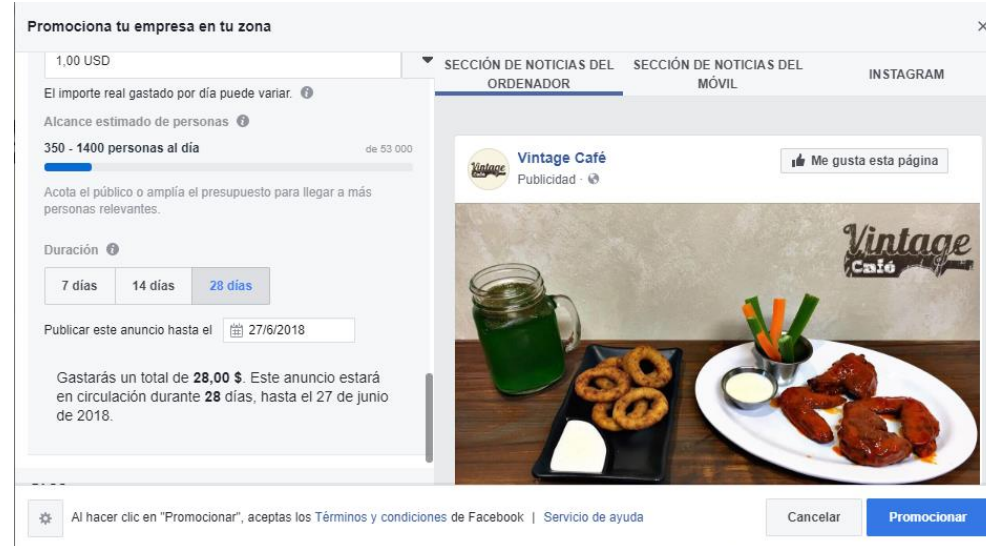 Promociona tu empresa en tu zona
1,00 USD
El importe real gastado por día puede variar.
Alcance estimado de personas
350 - 1400 personas al día
de 53 000
Acota el público o amplía el presupuesto para llegar a más
personas relevantes.
Duración
7 días
14 días
28 días
Publicar este anuncio hasta el
27/6/2018
Gastarás un total de 28,00 $. Este anuncio estará
en circulación durante 28 días, hasta el 27 de junio
de 2018.
SECCIÓN DE NOTICIAS DEL
ORDENADOR
SECCIÓN DE NOTICIAS DEL
MÓVIL
INSTAGRAM
Vintage
Café
Vintage Café
Publicidad ·
Me gusta esta página
Vintage
Café
Al hacer clic en "Promocionar", aceptas los Términos y condiciones de Facebook | Servicio de ayuda
Cancelar
Promocionar